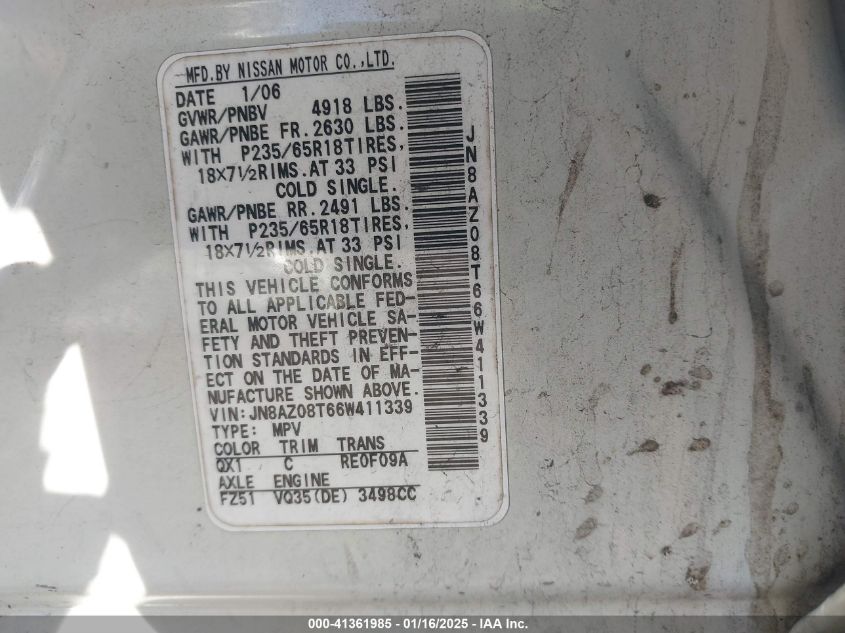 MFD.BY NISSAN MOTOR CO.,LTD.
DATE 1/06
GVWR/PNBV 4918 LBS.
GAWR/PNBE FR.2630 LBS.
WITH P235/65R18TIRES,
18X7½RIMS.AT 33 PSI
COLD SINGLE.
GAWR/PNBE RR.2491 LBS.
WITH P235/65R18TIRES,
18X7½RIMS.AT 33 PSI
COLD SINGLE.
THIS VEHICLE CONFORMS
TO ALL APPLICABLE FED-
ERAL MOTOR VEHICLE SA-
FETY AND THEFT PREVEN-
TION STANDARDS IN EFF-
ECT ON THE DATE OF MA-
NUFACTURE SHOWN ABOVE.
VIN:JN8AZ08T66W411339
TYPE: MPV
COLOR TRIM TRANS
QX1 C RE0F09A
AXLE ENGINE
FZ51 VQ35(DE) 3498CC
JN8AZ08T66W411339
000-41361985 - 01/16/2025 - IAA Inc.